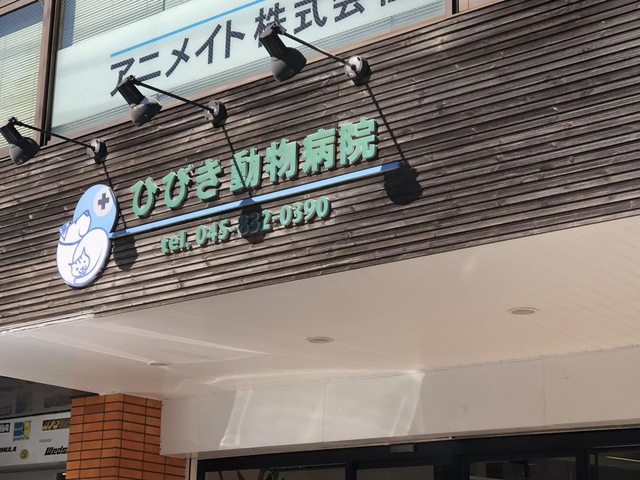 アニメイト株式会
ひびき動物病院
tel. 045-832-0390
Weds